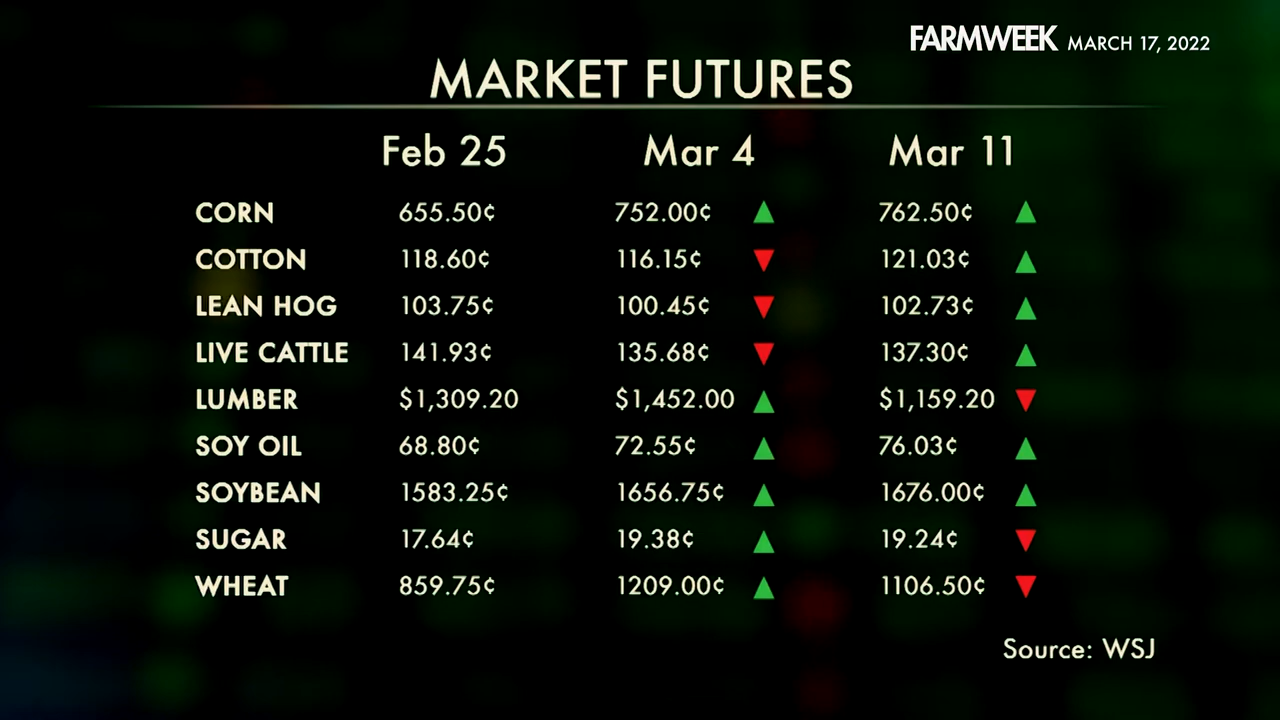 FARMWEEK MARCH 17, 2022
MARKET FUTURES
Feb 25 Mar 4 Mar 11
CORN 655.50¢ 752.00¢ 762.50¢
COTTON 118.60¢ 116.15¢ 121.03¢
LEAN HOG 103.75¢ 100.45¢ 102.73¢
LIVE CATTLE 141.93¢ 135.68¢ 137.30¢
LUMBER $1,309.20 $1,452.00 $1,159.20
SOY OIL 68.80¢ 72.55¢ 76.03¢
SOYBEAN 1583.25¢ 1656.75¢ 1676.00¢
SUGAR 17.64¢ 19.38¢ 19.24¢
WHEAT 859.75¢ 1209.00¢ 1106.50¢
Source: WSJ